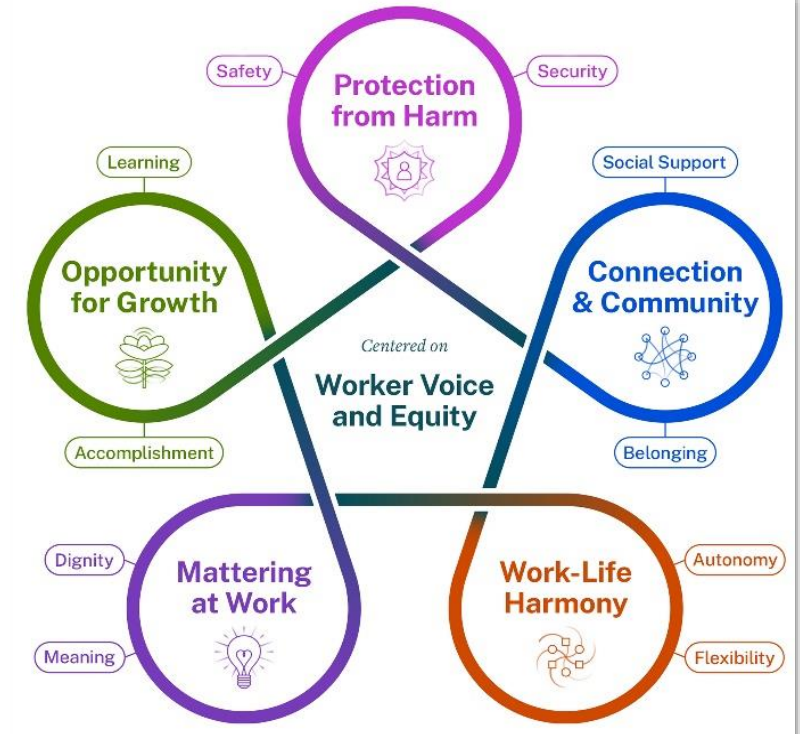 Safety
Protection
from Harm
Security
Learning
Opportunity
for Growth
Accomplishment
Social Support
Connection
& Community
Belonging
Centered on
Worker Voice
and Equity
Dignity
Mattering
at Work
Meaning
Work-Life
Harmony
Autonomy
Flexibility